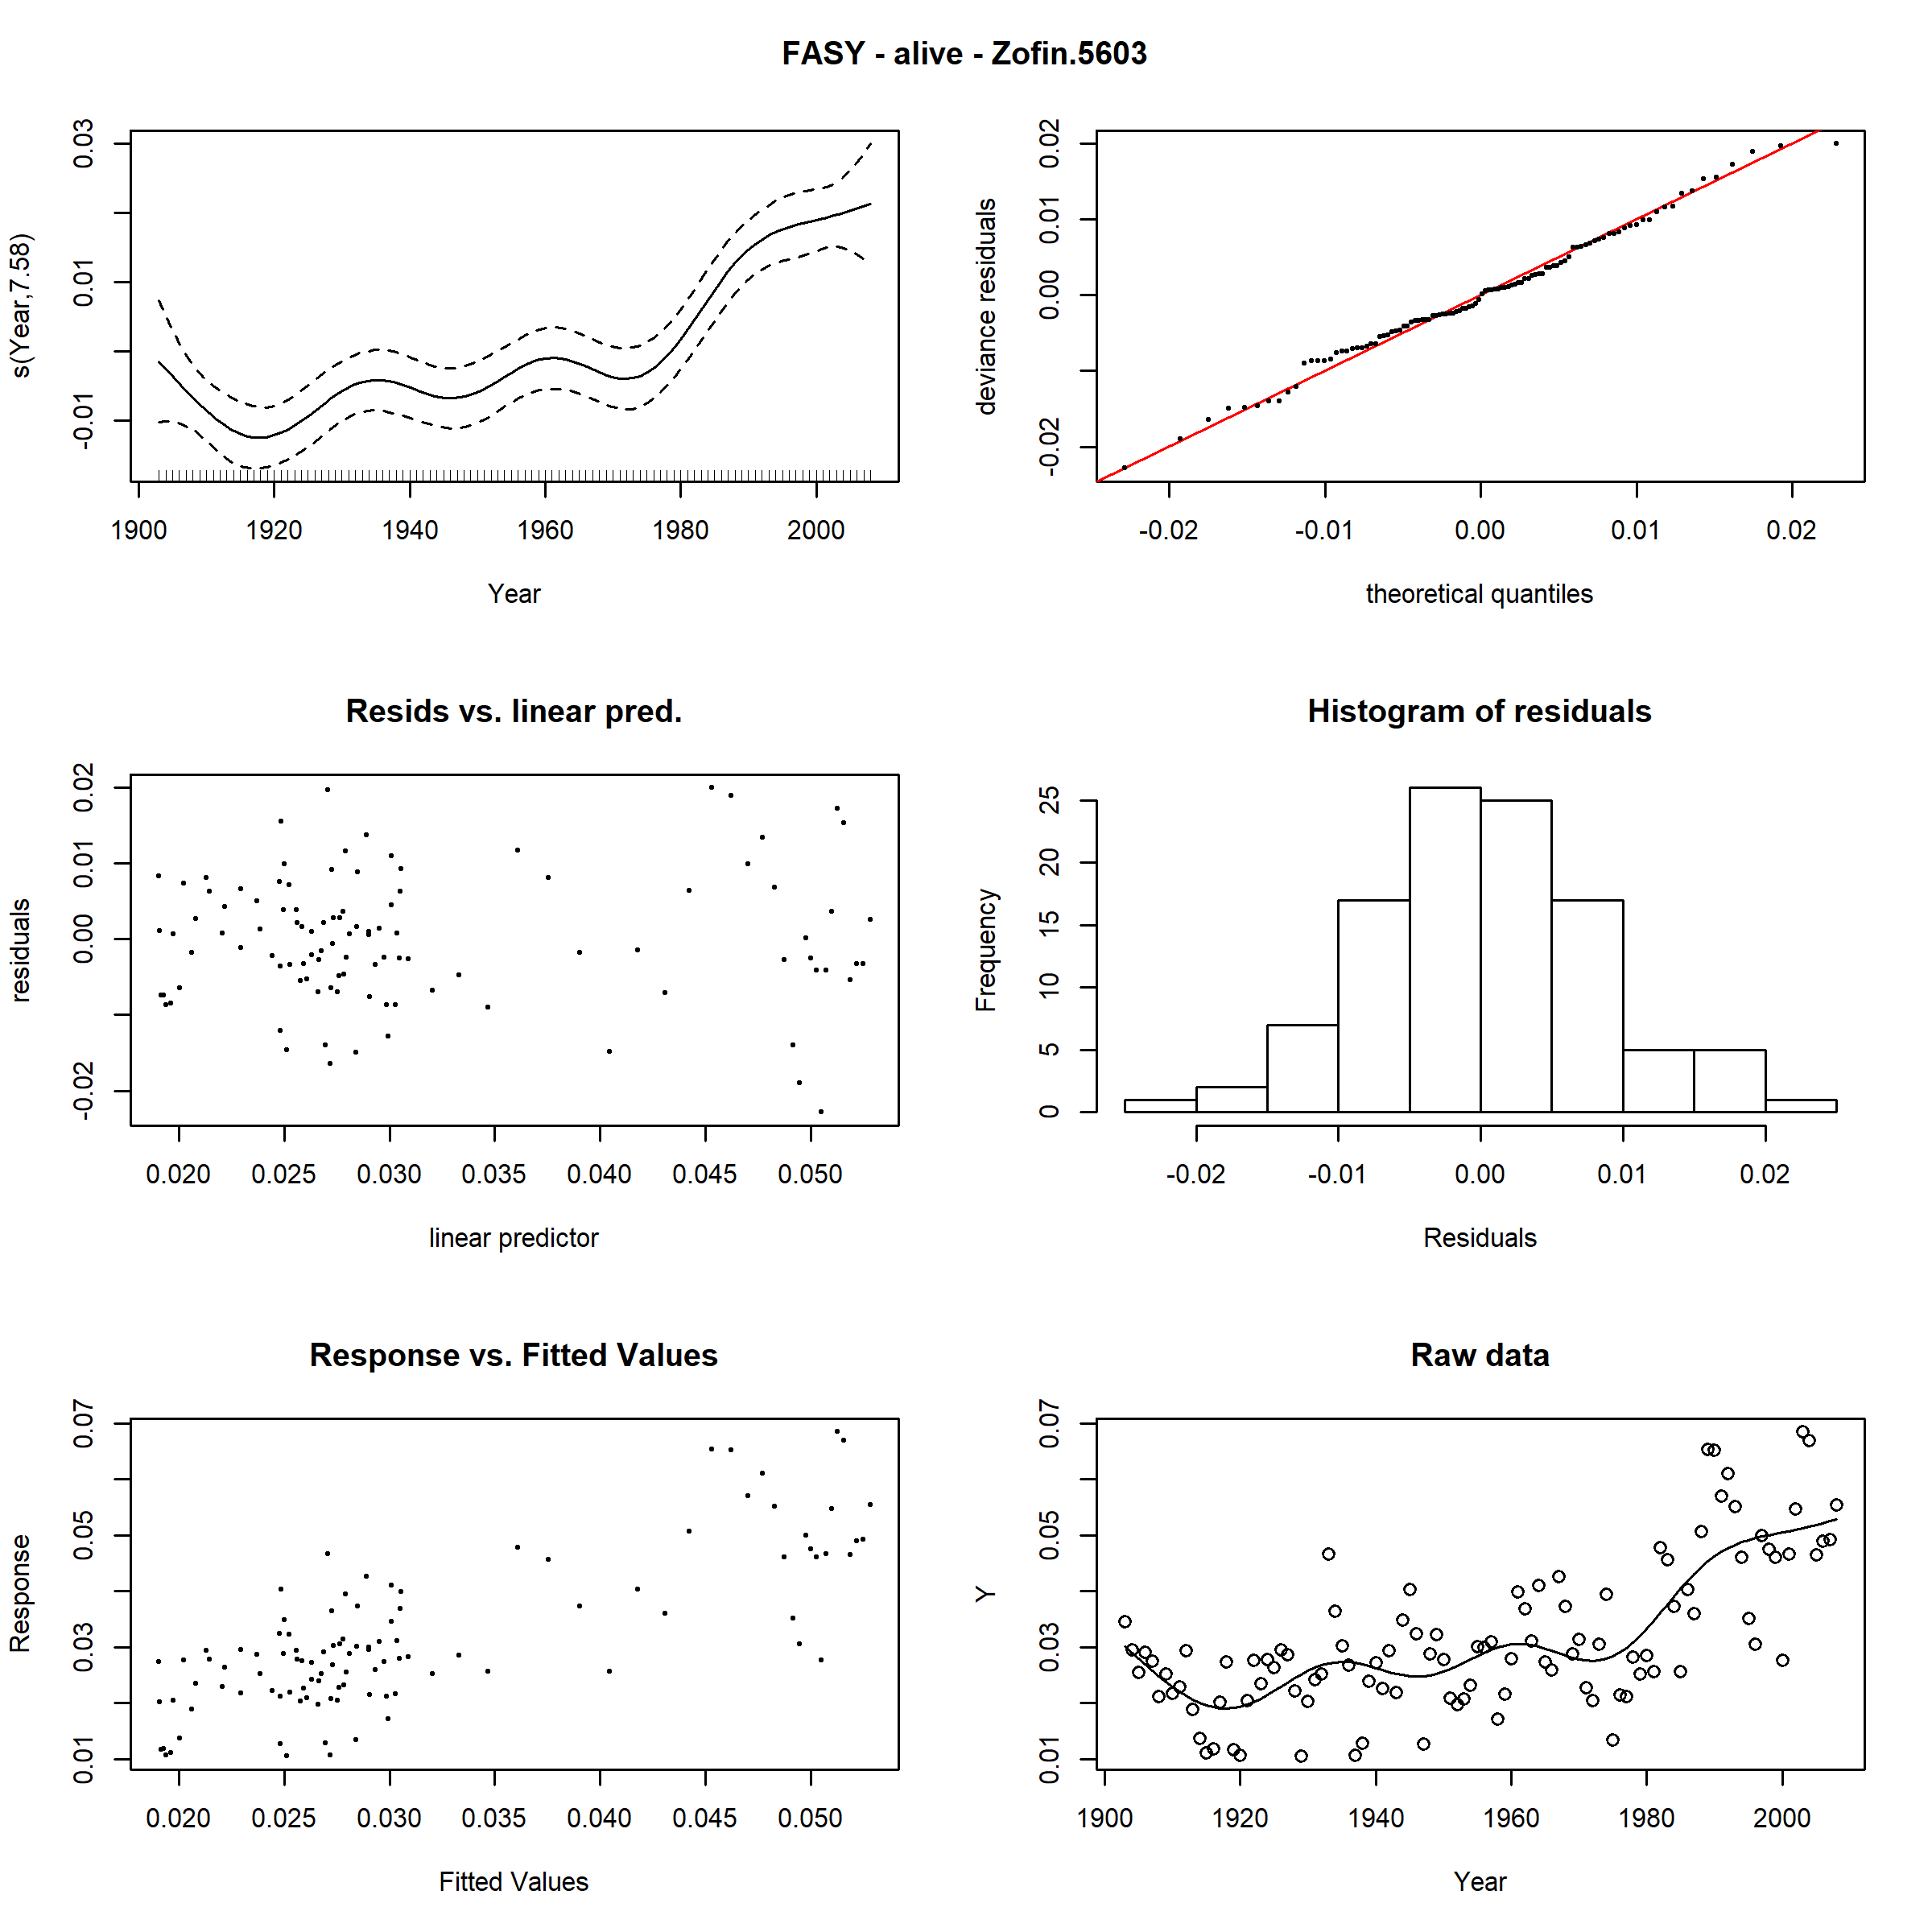 FASY - alive - Zofin.5603
s(Year,7.58)
0.03
0.01
-0.01
1900 1920 1940 1960 1980 2000
Year
deviance residuals
0.02
0.01
0.00
-0.02
-0.02 -0.01 0.00 0.01 0.02
theoretical quantiles
Resids vs. linear pred.
residuals
0.02
0.01
0.00
-0.02
0.020 0.025 0.030 0.035 0.040 0.045 0.050
linear predictor
Histogram of residuals
Frequency
25
20
15
10
5
0
-0.02 -0.01 0.00 0.01 0.02
Residuals
Response vs. Fitted Values
Response
0.07
0.05
0.03
0.01
0.020 0.025 0.030 0.035 0.040 0.045 0.050
Fitted Values
Raw data
Y
0.07
0.05
0.03
0.01
1900 1920 1940 1960 1980 2000
Year